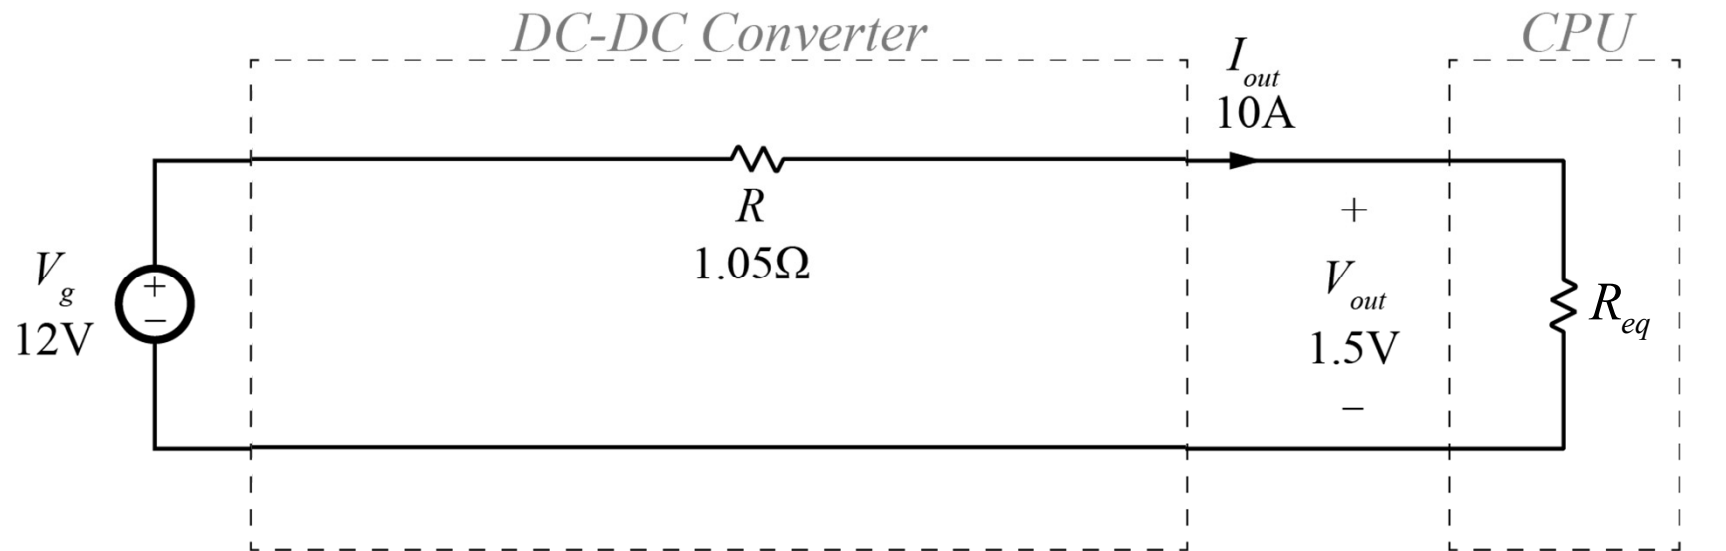 DC-DC Converter
CPU
I_out
10A
R
1.05Ω
V_g
12V
+
−
+
V_out
1.5V
−
R_eq